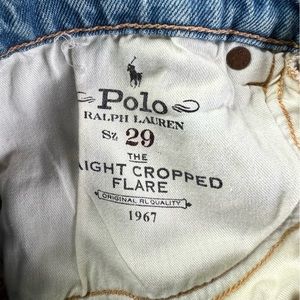 Polo
RALPH LAUREN
Sz 29
THE
AIGHT CROPPED
FLARE
ORIGINAL RL QUALITY
1967